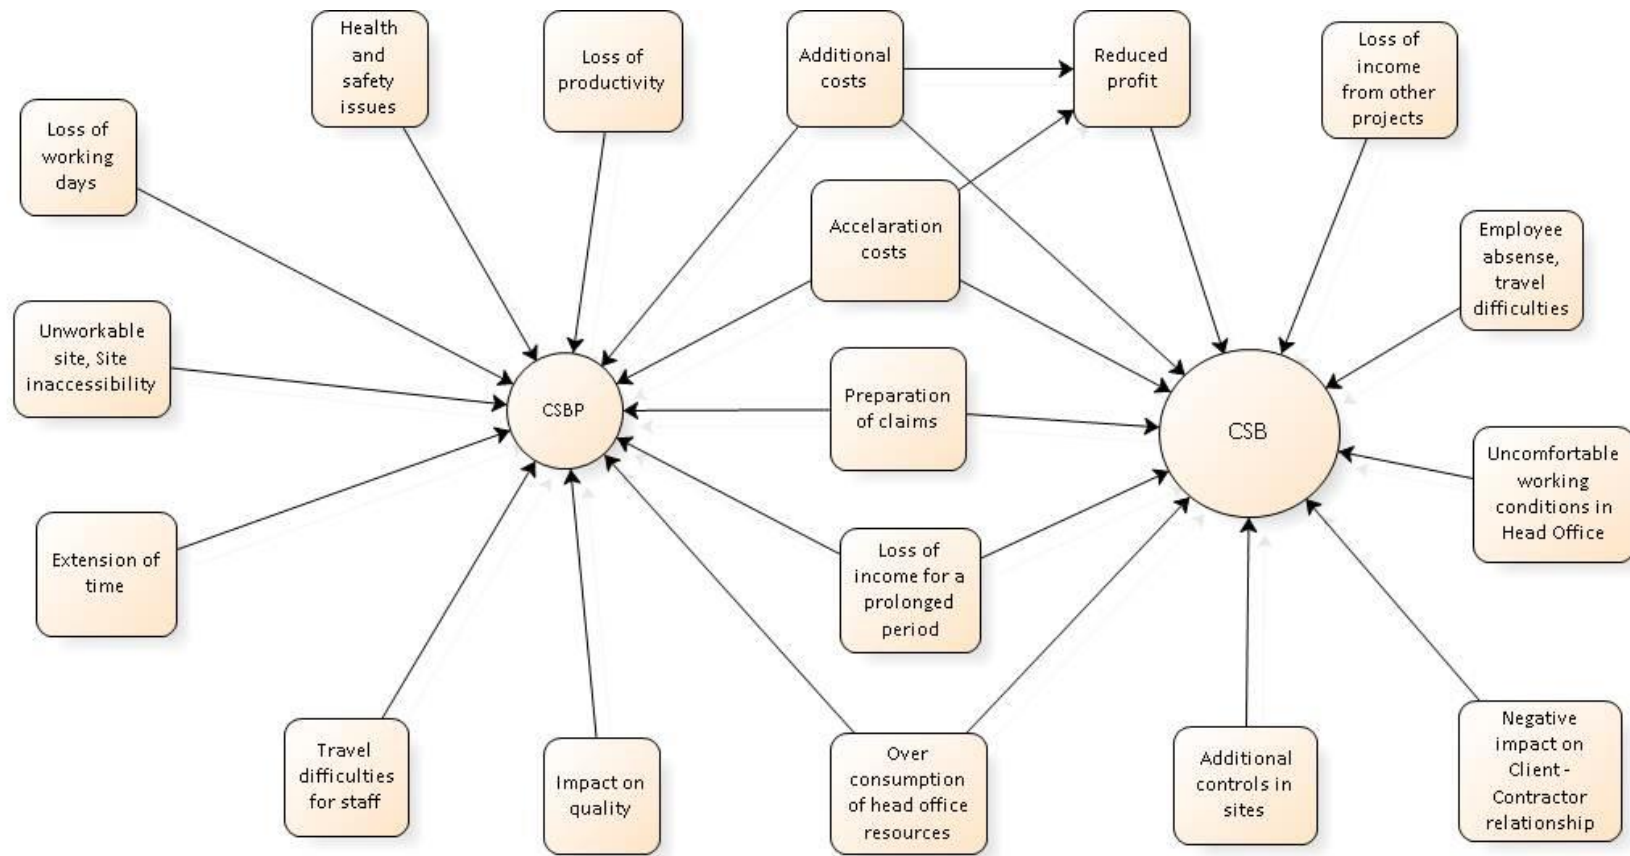 Health
and
safety
issues
Loss of
productivity
Additional
costs
Reduced
profit
Loss of
income
from other
projects
Loss of
working
days
Accelaration
costs
Employee
absense,
travel
difficulties
Unworkable
site, Site
inaccessibility
CSBP
Preparation
of claims
CSB
Uncomfortable
working
conditions in
Head Office
Extension of
time
Loss of
income for a
prolonged
period
Travel
difficulties
for staff
Impact on
quality
Over
consumption
of head office
resources
Additional
controls in
sites
Negative
impact on
Client -
Contractor
relationship